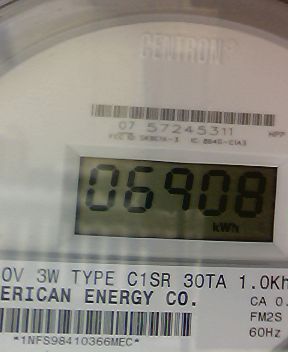 CENTRON®
07 57245311
06908
kWh
0V 3W TYPE C1SR 30TA 1.0Kh
ERICAN ENERGY CO.
CA 0.
FM2S
60Hz
*1NFS98410366MEC*